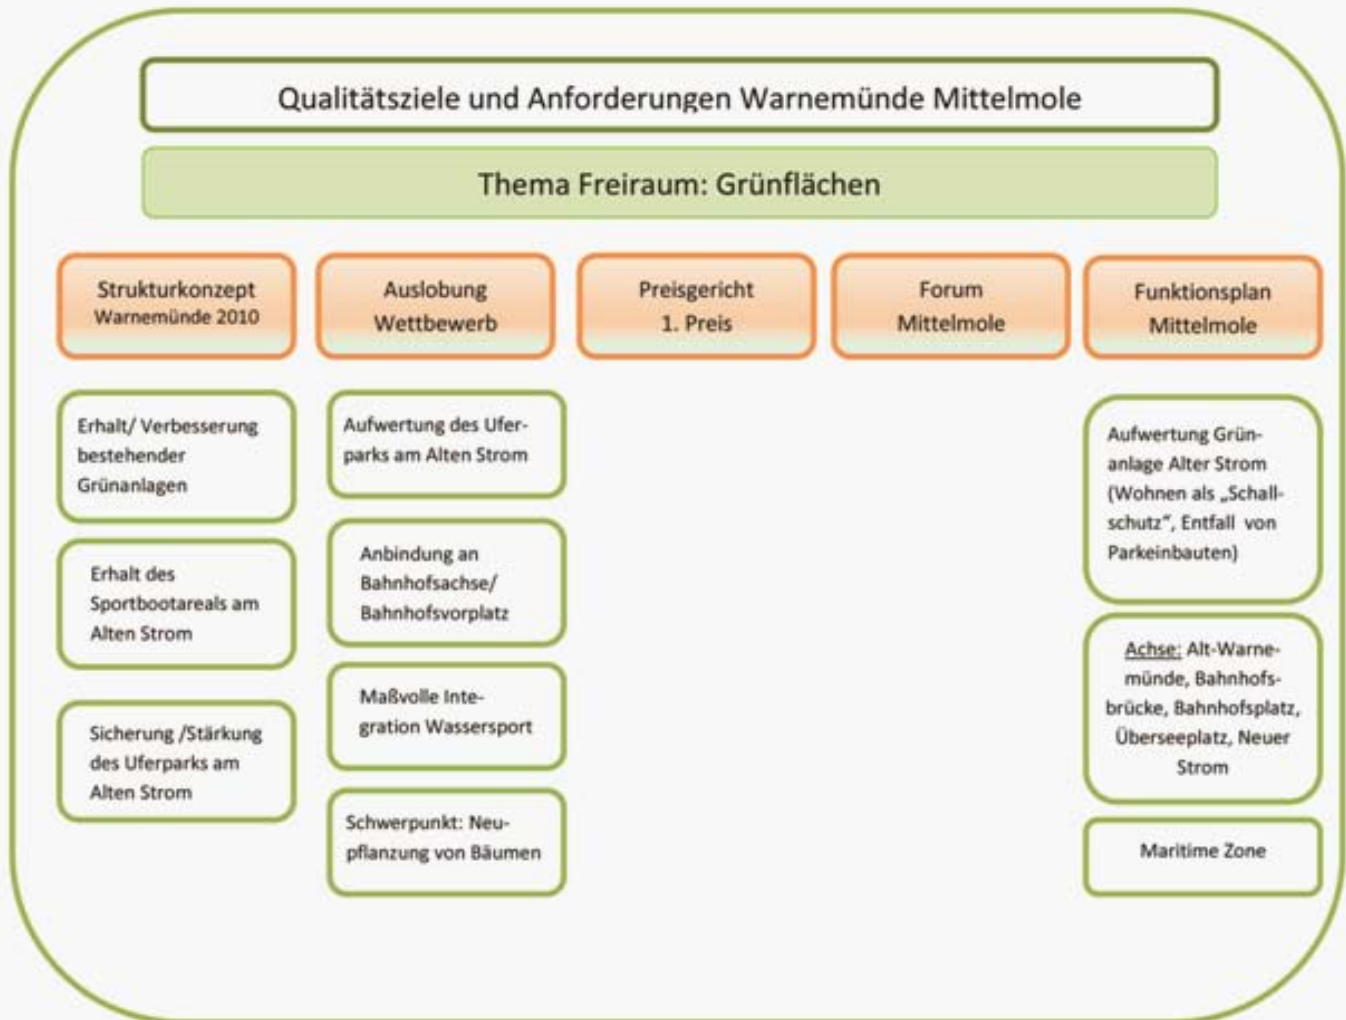 Qualitätsziele und Anforderungen Warnemünde Mittelmole
Thema Freiraum: Grünflächen
Strukturkonzept
Warnemünde 2010
Erhalt/ Verbesserung
bestehender
Grünanlagen
Erhalt des
Sportbootareals am
Alten Strom
Sicherung /Stärkung
des Uferparks am
Alten Strom
Auslobung
Wettbewerb
Aufwertung des Ufer-
parks am Alten Strom
Anbindung an
Bahnhofsachse/
Bahnhofsvorplatz
Maßvolle Inte-
gration Wassersport
Schwerpunkt: Neu-
pflanzung von Bäumen
Preisgericht
1. Preis
Forum
Mittelmole
Funktionsplan
Mittelmole
Aufwertung Grün-
anlage Alter Strom
(Wohnen als „Schall-
schutz“, Entfall von
Parkeinbauten)
Achse: Alt-Warne-
münde, Bahnhofs-
brücke, Bahnhofsplatz,
Überseeplatz, Neuer
Strom
Maritime Zone